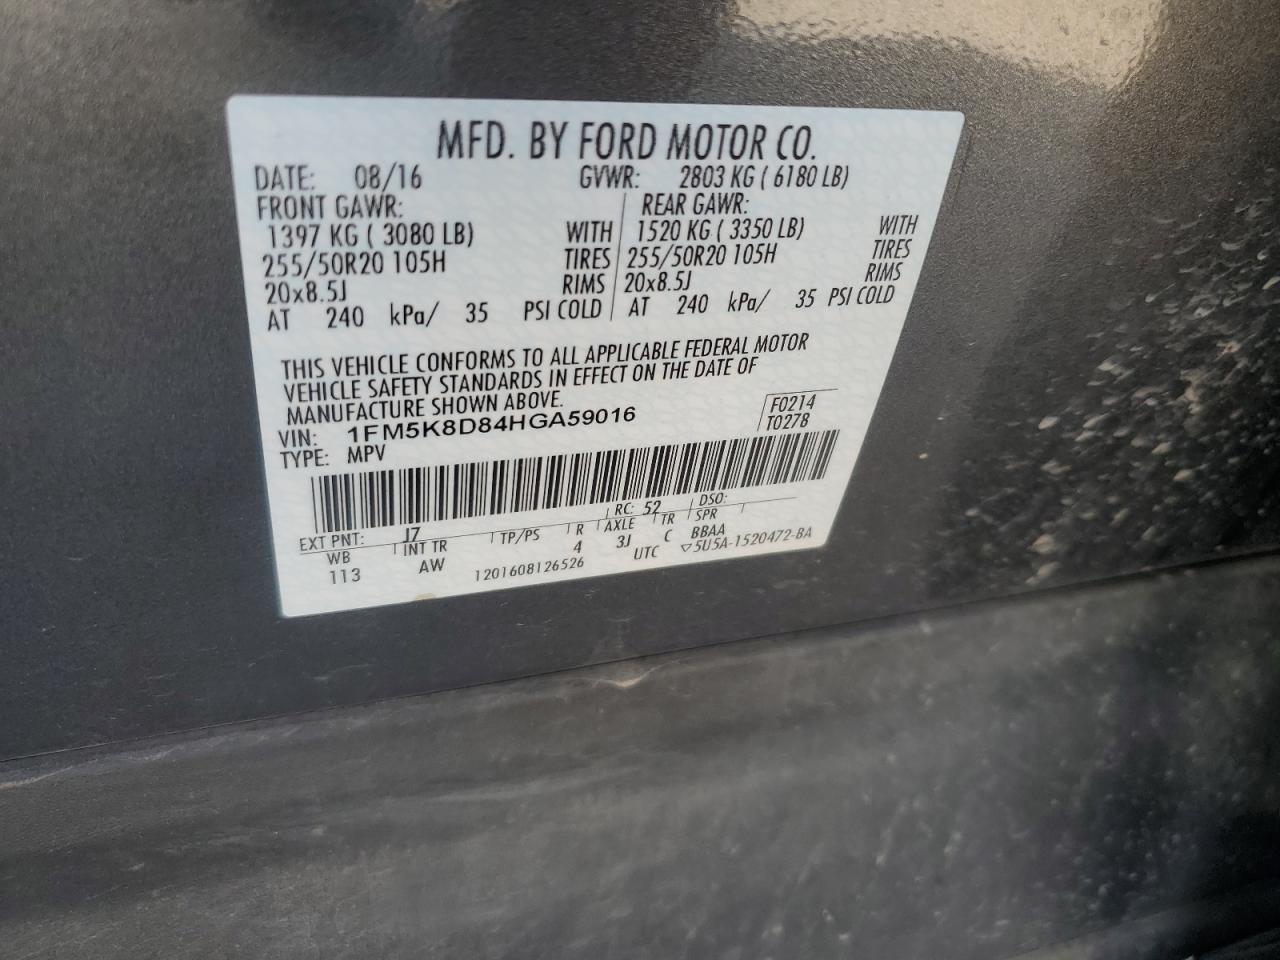 MFD. BY FORD MOTOR CO.
DATE: 08/16 GVWR: 2803 KG ( 6180 LB)
FRONT GAWR: REAR GAWR:
1397 KG ( 3080 LB) WITH 1520 KG ( 3350 LB) WITH
255/50R20 105H TIRES 255/50R20 105H TIRES
20x8.5J RIMS 20x8.5J RIMS
AT 240 kPa/ 35 PSI COLD AT 240 kPa/ 35 PSI COLD
THIS VEHICLE CONFORMS TO ALL APPLICABLE FEDERAL MOTOR
VEHICLE SAFETY STANDARDS IN EFFECT ON THE DATE OF
MANUFACTURE SHOWN ABOVE.
VIN: 1FM5K8D84HGA59016 F0214
TYPE: MPV T0278
EXT PNT: J7 RC: 52 DSO:
WB INT TR TP/PS R AXLE TR SPR
113 AW 4 3J C BBAA
1201608126526 UTC ▽5U5A-1520472-BA